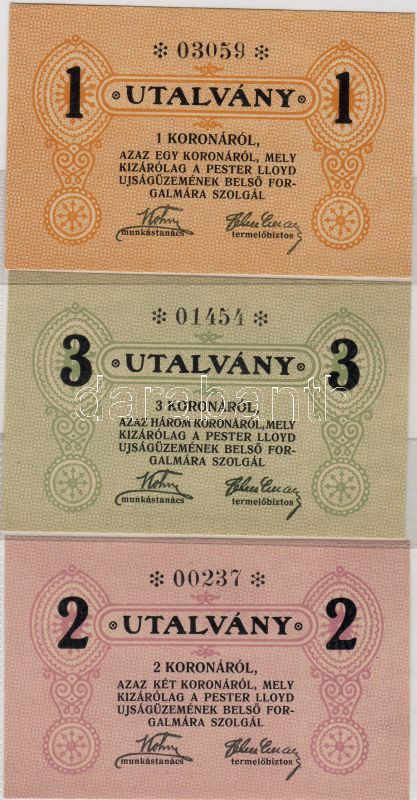 * 03059 *
1 UTALVÁNY 1
1 KORONÁRÓL,
AZAZ EGY KORONÁRÓL, MELY
KIZÁRÓLAG A PESTER LLOYD
UJSÁGÜZEMÉNEK BELSŐ FOR-
GALMÁRA SZOLGÁL
munkástanács termelőbiztos
* 01454 *
3 UTALVÁNY 3
darabanth
3 KORONÁRÓL,
AZAZ HÁROM KORONÁRÓL, MELY
KIZÁRÓLAG A PESTER LLOYD
UJSÁGÜZEMÉNEK BELSŐ FOR-
GALMÁRA SZOLGÁL
munkástanács termelőbiztos
* 00237 *
2 UTALVÁNY 2
2 KORONÁRÓL,
AZAZ KÉT KORONÁRÓL, MELY
KIZÁRÓLAG A PESTER LLOYD
UJSÁGÜZEMÉNEK BELSŐ FOR-
GALMÁRA SZOLGÁL
munkástanács termelőbiztos